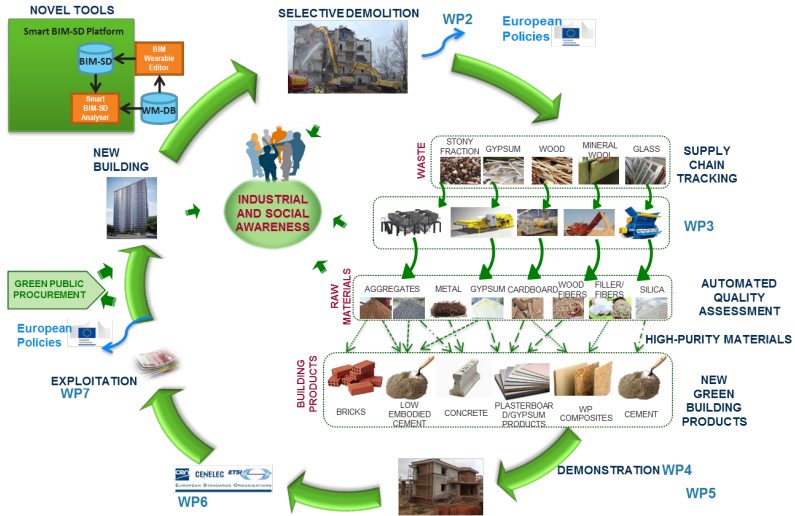 NOVEL TOOLS
Smart BIM-SD Platform
BIM-SD
BIM
Wearable
Editor
Smart
BIM-SD
Analyser
WM-DB
SELECTIVE DEMOLITION
WP2
European
Policies
NEW
BUILDING
INDUSTRIAL
AND SOCIAL
AWARENESS
WASTE
STONY
FRACTION
GYPSUM
WOOD
MINERAL
WOOL
GLASS
SUPPLY
CHAIN
TRACKING
WP3
GREEN PUBLIC
PROCUREMENT
RAW
MATERIALS
AGGREGATES
METAL
GYPSUM
CARDBOARD
WOOD
FIBERS
FILLER/
FIBERS
SILICA
AUTOMATED
QUALITY
ASSESSMENT
European
Policies
HIGH-PURITY MATERIALS
BUILDING
PRODUCTS
BRICKS
LOW
EMBODIED
CEMENT
CONCRETE
PLASTERBOAR
D/GYPSUM
PRODUCTS
WP
COMPOSITES
CEMENT
NEW
GREEN
BUILDING
PRODUCTS
EXPLOITATION
WP7
DEMONSTRATION WP4
WP5
CEN
CENELEC
ETSI
EUROPEAN STANDARDS ORGANIZATIONS
WP6